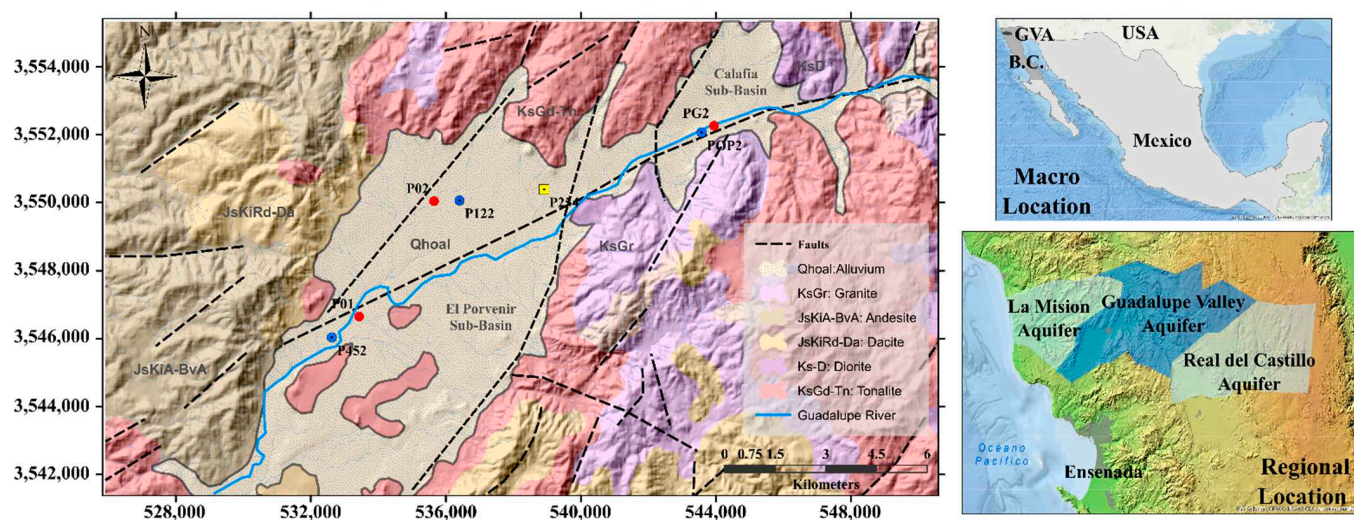 N
3,554,000
3,552,000
3,550,000
3,548,000
3,546,000
3,544,000
3,542,000
528,000
532,000
536,000
540,000
544,000
548,000
Calafia
Sub-Basin
KsD
KsGd-Tn
PG2
POP2
P02
P122
P254
JsKiRd-Da
Qhoal
KsGr
P01
El Porvenir
Sub-Basin
P452
JsKiA-BvA
Faults
Qhoal:Alluvium
KsGr: Granite
JsKiA-BvA: Andesite
JsKiRd-Da: Dacite
Ks-D: Diorite
KsGd-Tn: Tonalite
Guadalupe River
0 0.75 1.5 3 4.5 6
Kilometers
GVA
USA
B.C.
Mexico
Macro
Location
La Mision
Aquifer
Guadalupe Valley
Aquifer
Real del Castillo
Aquifer
Océano
Pacífico
Ensenada
Regional
Location